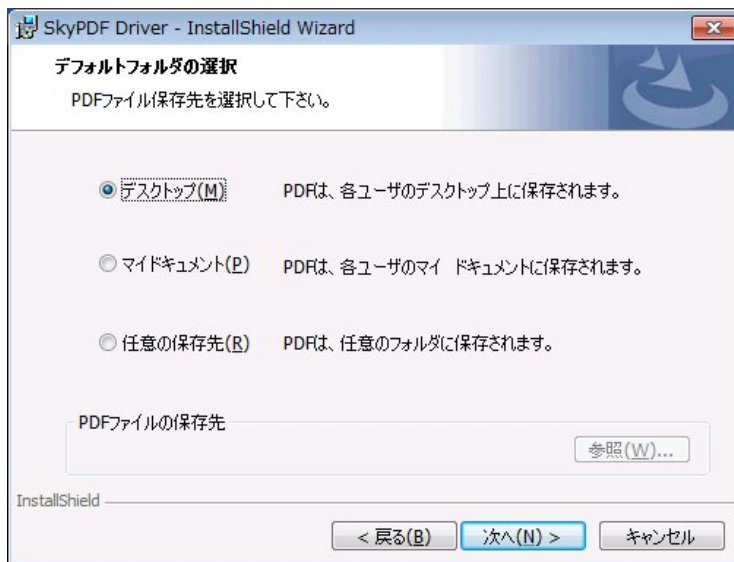 SkyPDF Driver - InstallShield Wizard
デフォルトフォルダの選択
PDFファイル保存先を選択して下さい。
デスクトップ(M) PDFは、各ユーザのデスクトップ上に保存されます。
マイドキュメント(P) PDFは、各ユーザのマイ ドキュメントに保存されます。
任意の保存先(R) PDFは、任意のフォルダに保存されます。
PDFファイルの保存先
参照(W)...
InstallShield
< 戻る(B) 次へ(N) > キャンセル